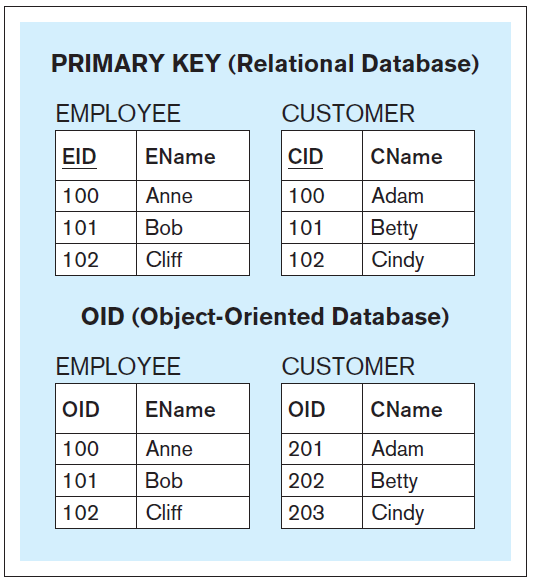 PRIMARY KEY (Relational Database)
EMPLOYEE CUSTOMER
EID EName CID CName
100 Anne 100 Adam
101 Bob 101 Betty
102 Cliff 102 Cindy
OID (Object-Oriented Database)
EMPLOYEE CUSTOMER
OID EName OID CName
100 Anne 201 Adam
101 Bob 202 Betty
102 Cliff 203 Cindy